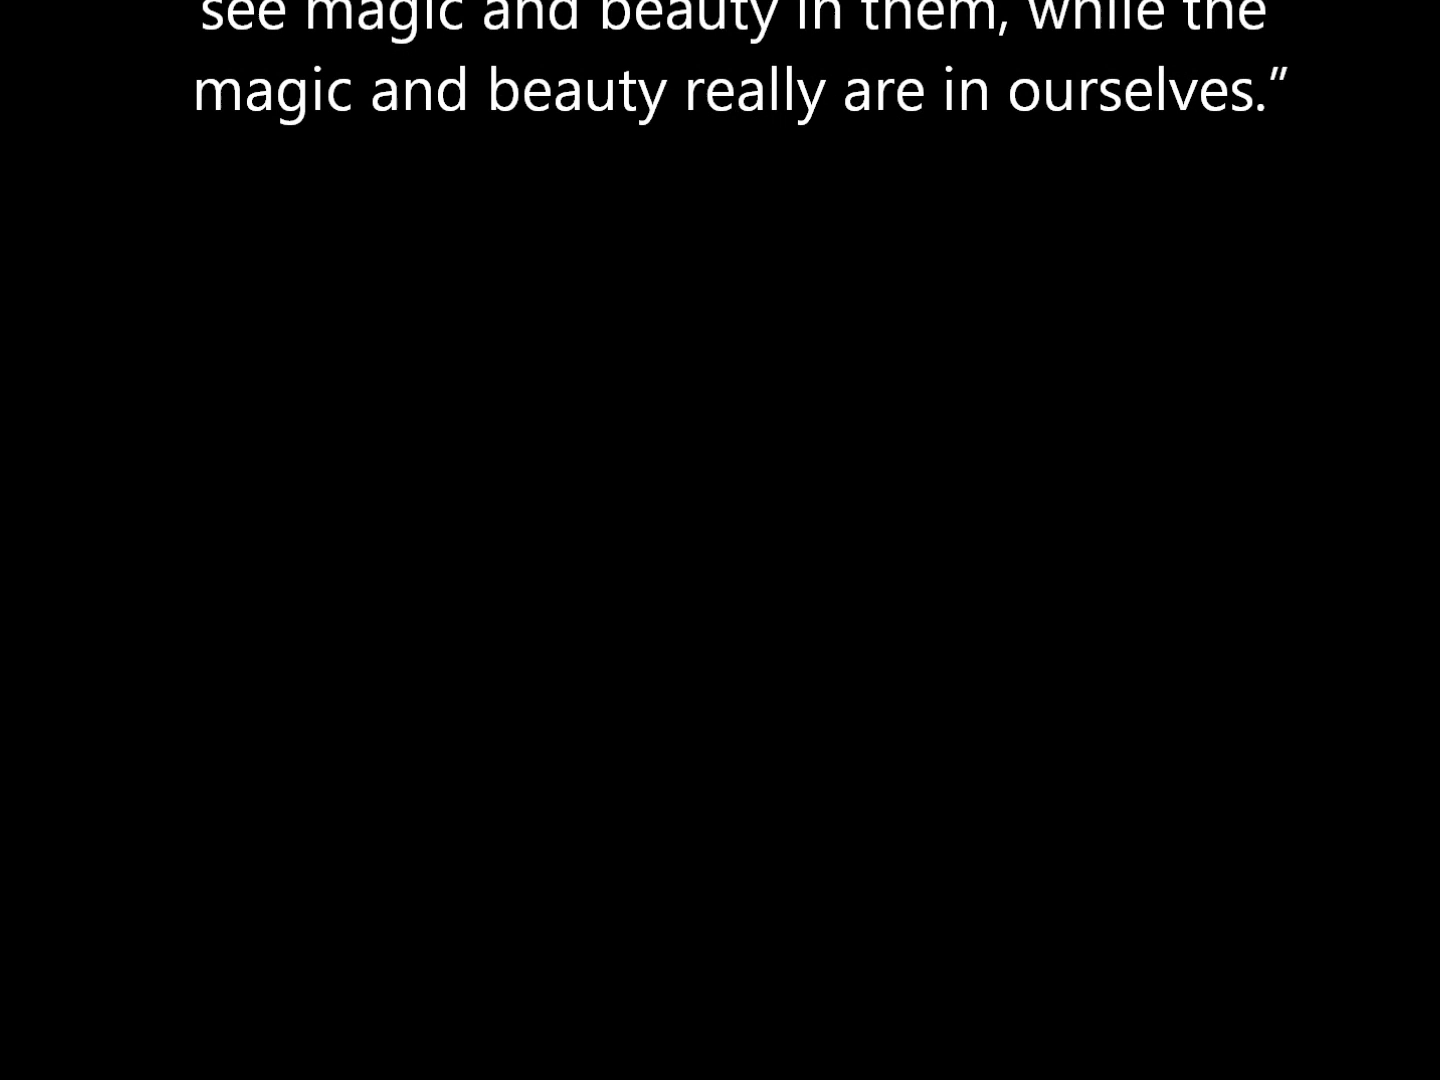 see magic and beauty in them, while the
magic and beauty really are in ourselves.”